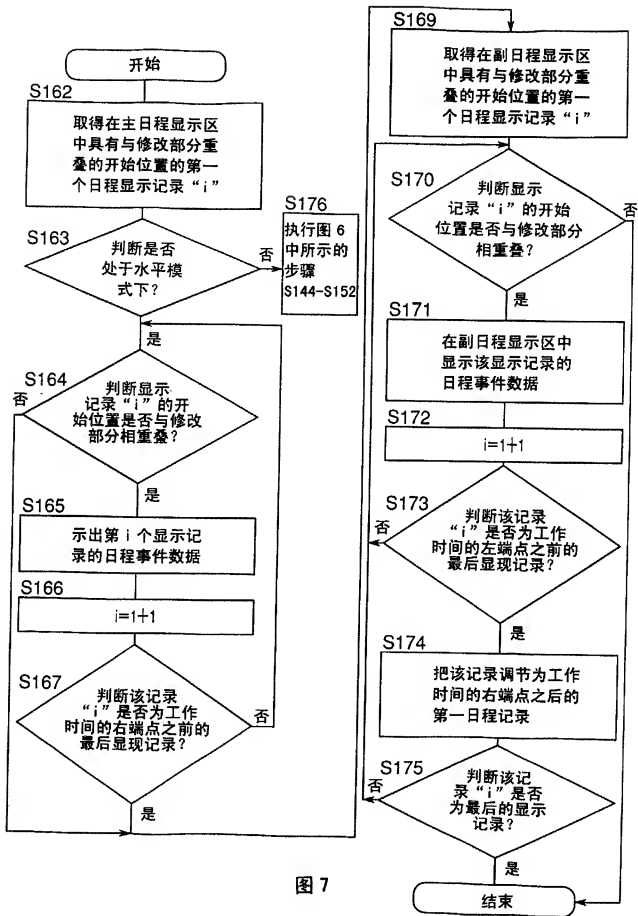 开始
S162
取得在主日程显示区
中具有与修改部分重
叠的开始位置的第一
个日程显示记录“i”
S163
判断是否
处于水平模
式下？
否
S176
执行图 6
中所示的
步骤
S144-S152
是
S164
否
判断显示
记录“i”的开
始位置是否与修改
部分相重叠？
是
S165
示出第 i 个显示记
录的日程事件数据
S166
i=1+1
S167
判断该记录
“i”是否为工作
时间的右端点之前的
最后显现记录？
否
是
S169
取得在副日程显示区
中具有与修改部分重
叠的开始位置的第一
个日程显示记录“i”
S170
判断显示
记录“i”的开始
位置是否与修改部分
相重叠？
否
是
S171
在副日程显示区中
显示该显示记录的
日程事件数据
S172
i=1+1
S173
否
判断该记录
“i”是否为工作
时间的左端点之前的
最后显现记录？
是
S174
把该记录调节为工作
时间的右端点之后的
第一日程记录
S175
否
判断该记
录“i”是否
为最后的显示
记录？
是
结束
图 7